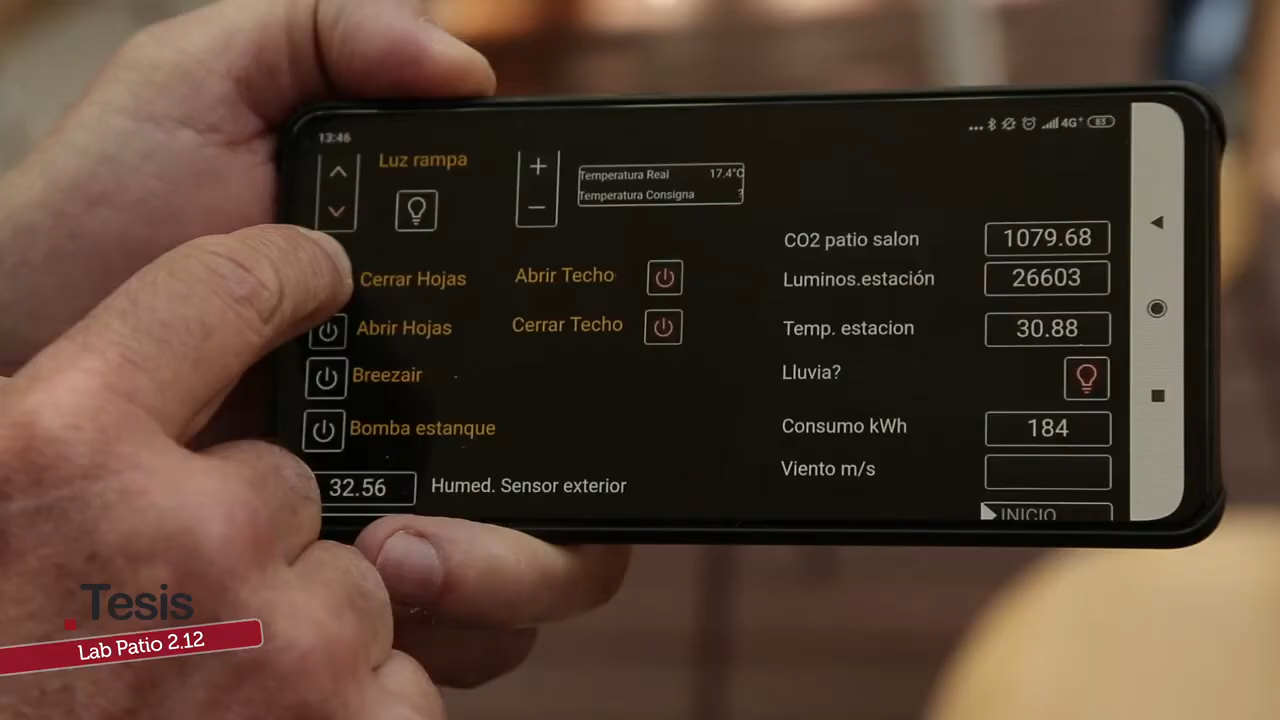 13:46
... 4G+ 83
Luz rampa
+
−
Temperatura Real 17.4°C
Temperatura Consigna ?
CO2 patio salon 1079.68
Cerrar Hojas Abrir Techo
Luminos.estación 26603
Abrir Hojas Cerrar Techo
Temp. estacion 30.88
Breezair
Lluvia?
Bomba estanque
Consumo kWh 184
Viento m/s
32.56 Humed. Sensor exterior
INICIO
Tesis
Lab Patio 2.12